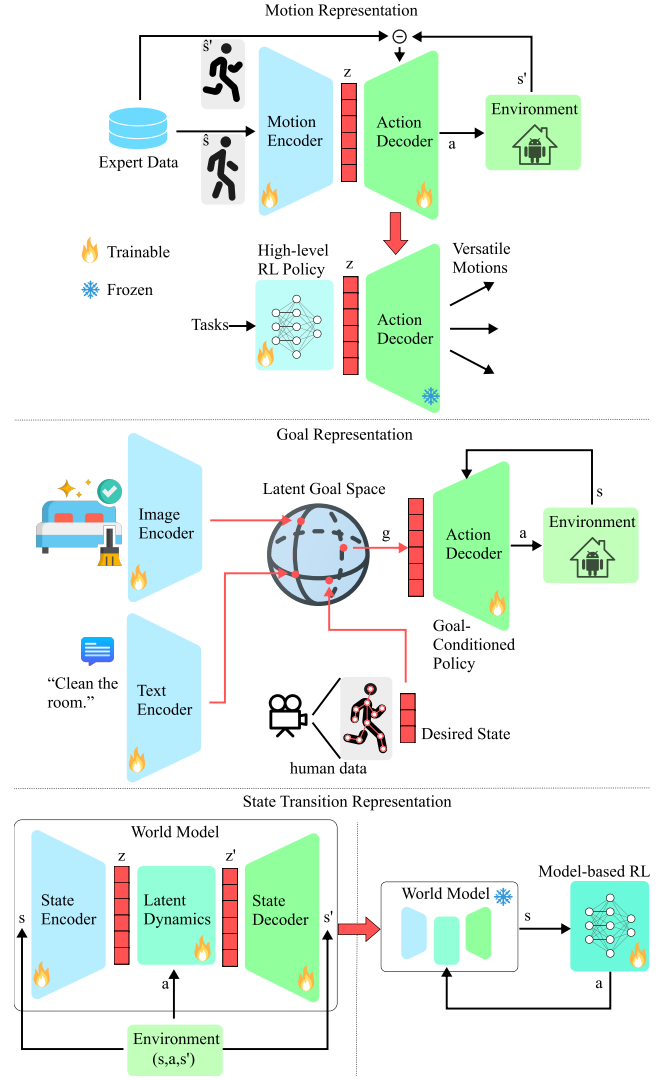 Motion Representation
ŝ'
s'
z
Environment
Motion
Encoder
Action
Decoder
a
ŝ
Expert Data
Trainable
Frozen
High-level
RL Policy
z
Versatile
Motions
Tasks
Action
Decoder
Goal Representation
Latent Goal Space
s
Image
Encoder
g
Action
Decoder
a
Environment
Goal-
Conditioned
Policy
“Clean the
room.”
Text
Encoder
Desired State
human data
State Transition Representation
World Model
z
z'
State
Encoder
Latent
Dynamics
State
Decoder
s
s'
a
Environment
(s,a,s')
Model-based RL
World Model
s
a